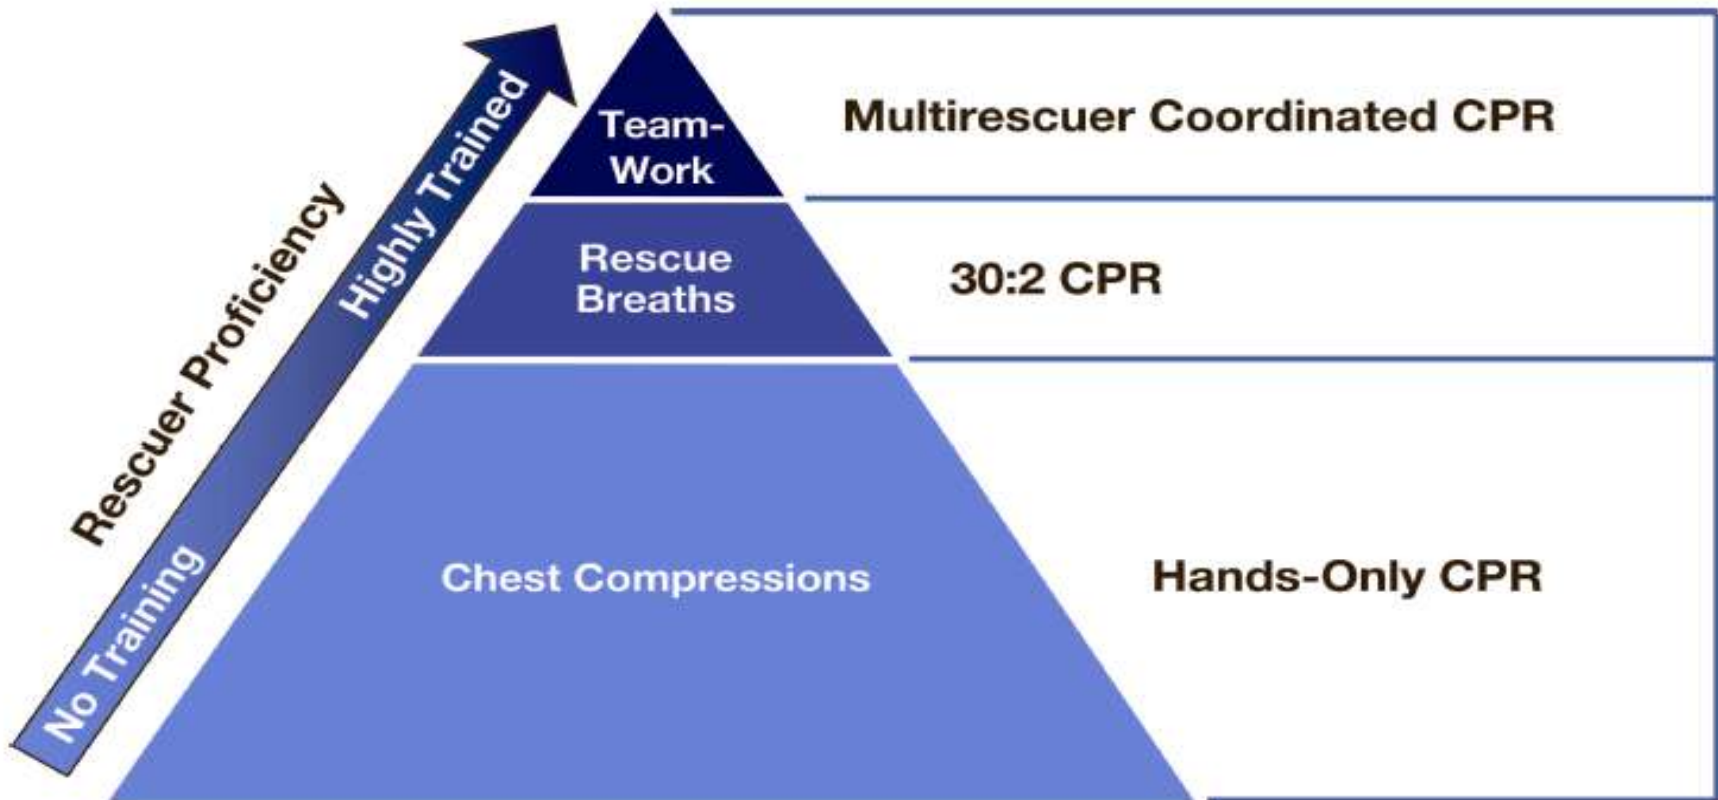 Rescuer Proficiency
No Training
Highly Trained
Team-
Work
Multirescuer Coordinated CPR
Rescue
Breaths
30:2 CPR
Chest Compressions
Hands-Only CPR